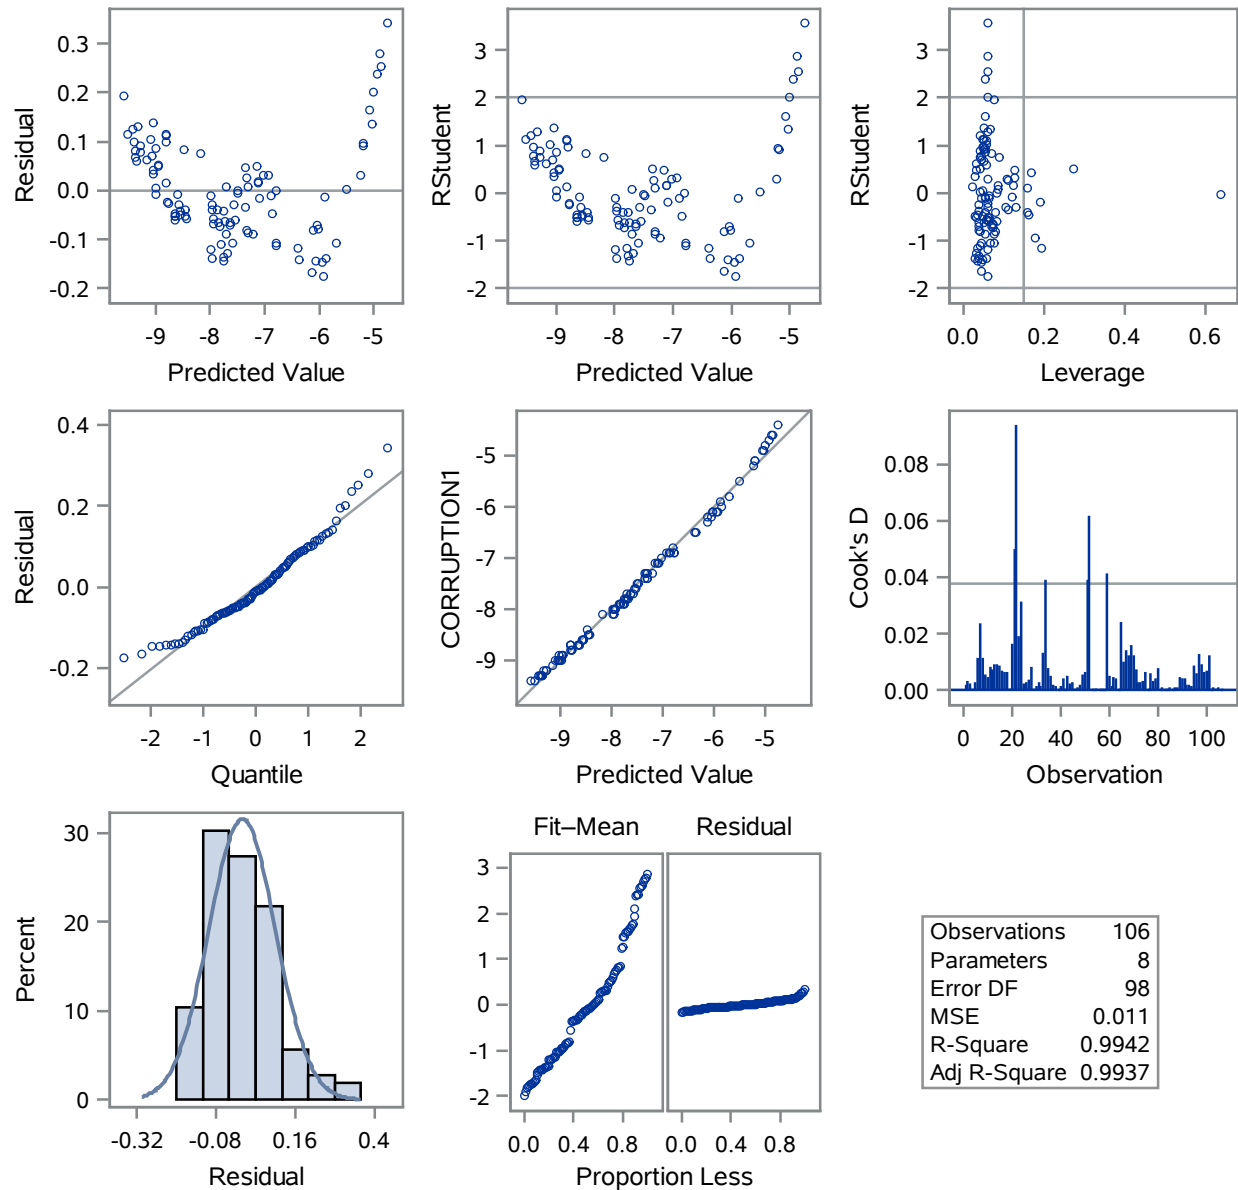 0.3
0.2
0.1
0.0
-0.1
-0.2
Residual
-9 -8 -7 -6 -5
Predicted Value
3
2
1
0
-1
-2
RStudent
-9 -8 -7 -6 -5
Predicted Value
3
2
1
0
-1
-2
RStudent
0.0 0.2 0.4 0.6
Leverage
0.4
0.2
0.0
-0.2
Residual
-2 -1 0 1 2
Quantile
-5
-6
-7
-8
-9
CORRUPTION1
-9 -8 -7 -6 -5
Predicted Value
0.08
0.06
0.04
0.02
0.00
Cook's D
0 20 40 60 80 100
Observation
30
20
10
0
Percent
-0.32 -0.08 0.16 0.4
Residual
Fit–Mean Residual
3
2
1
0
-1
-2
0.0 0.4 0.8 0.0 0.4 0.8
Proportion Less
Observations 106
Parameters 8
Error DF 98
MSE 0.011
R-Square 0.9942
Adj R-Square 0.9937